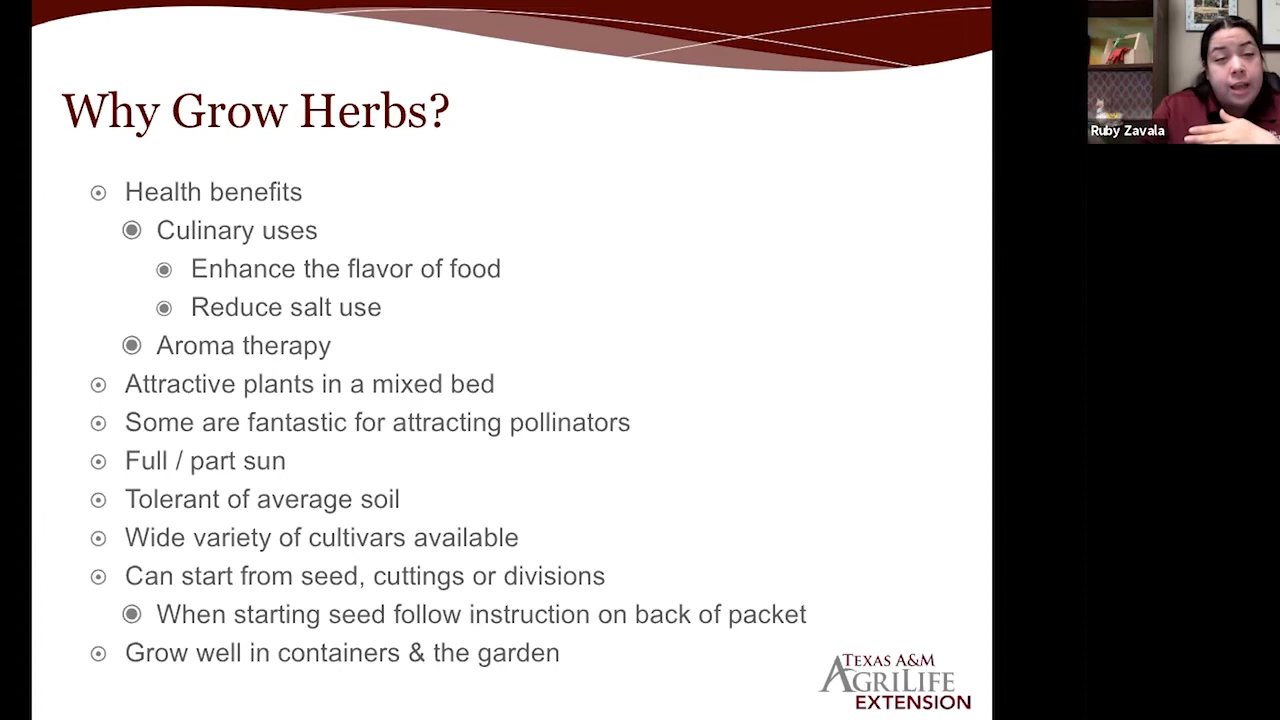 Why Grow Herbs?
Health benefits
Culinary uses
Enhance the flavor of food
Reduce salt use
Aroma therapy
Attractive plants in a mixed bed
Some are fantastic for attracting pollinators
Full / part sun
Tolerant of average soil
Wide variety of cultivars available
Can start from seed, cuttings or divisions
When starting seed follow instruction on back of packet
Grow well in containers & the garden
TEXAS A&M
AGRILIFE
EXTENSION
Ruby Zavala